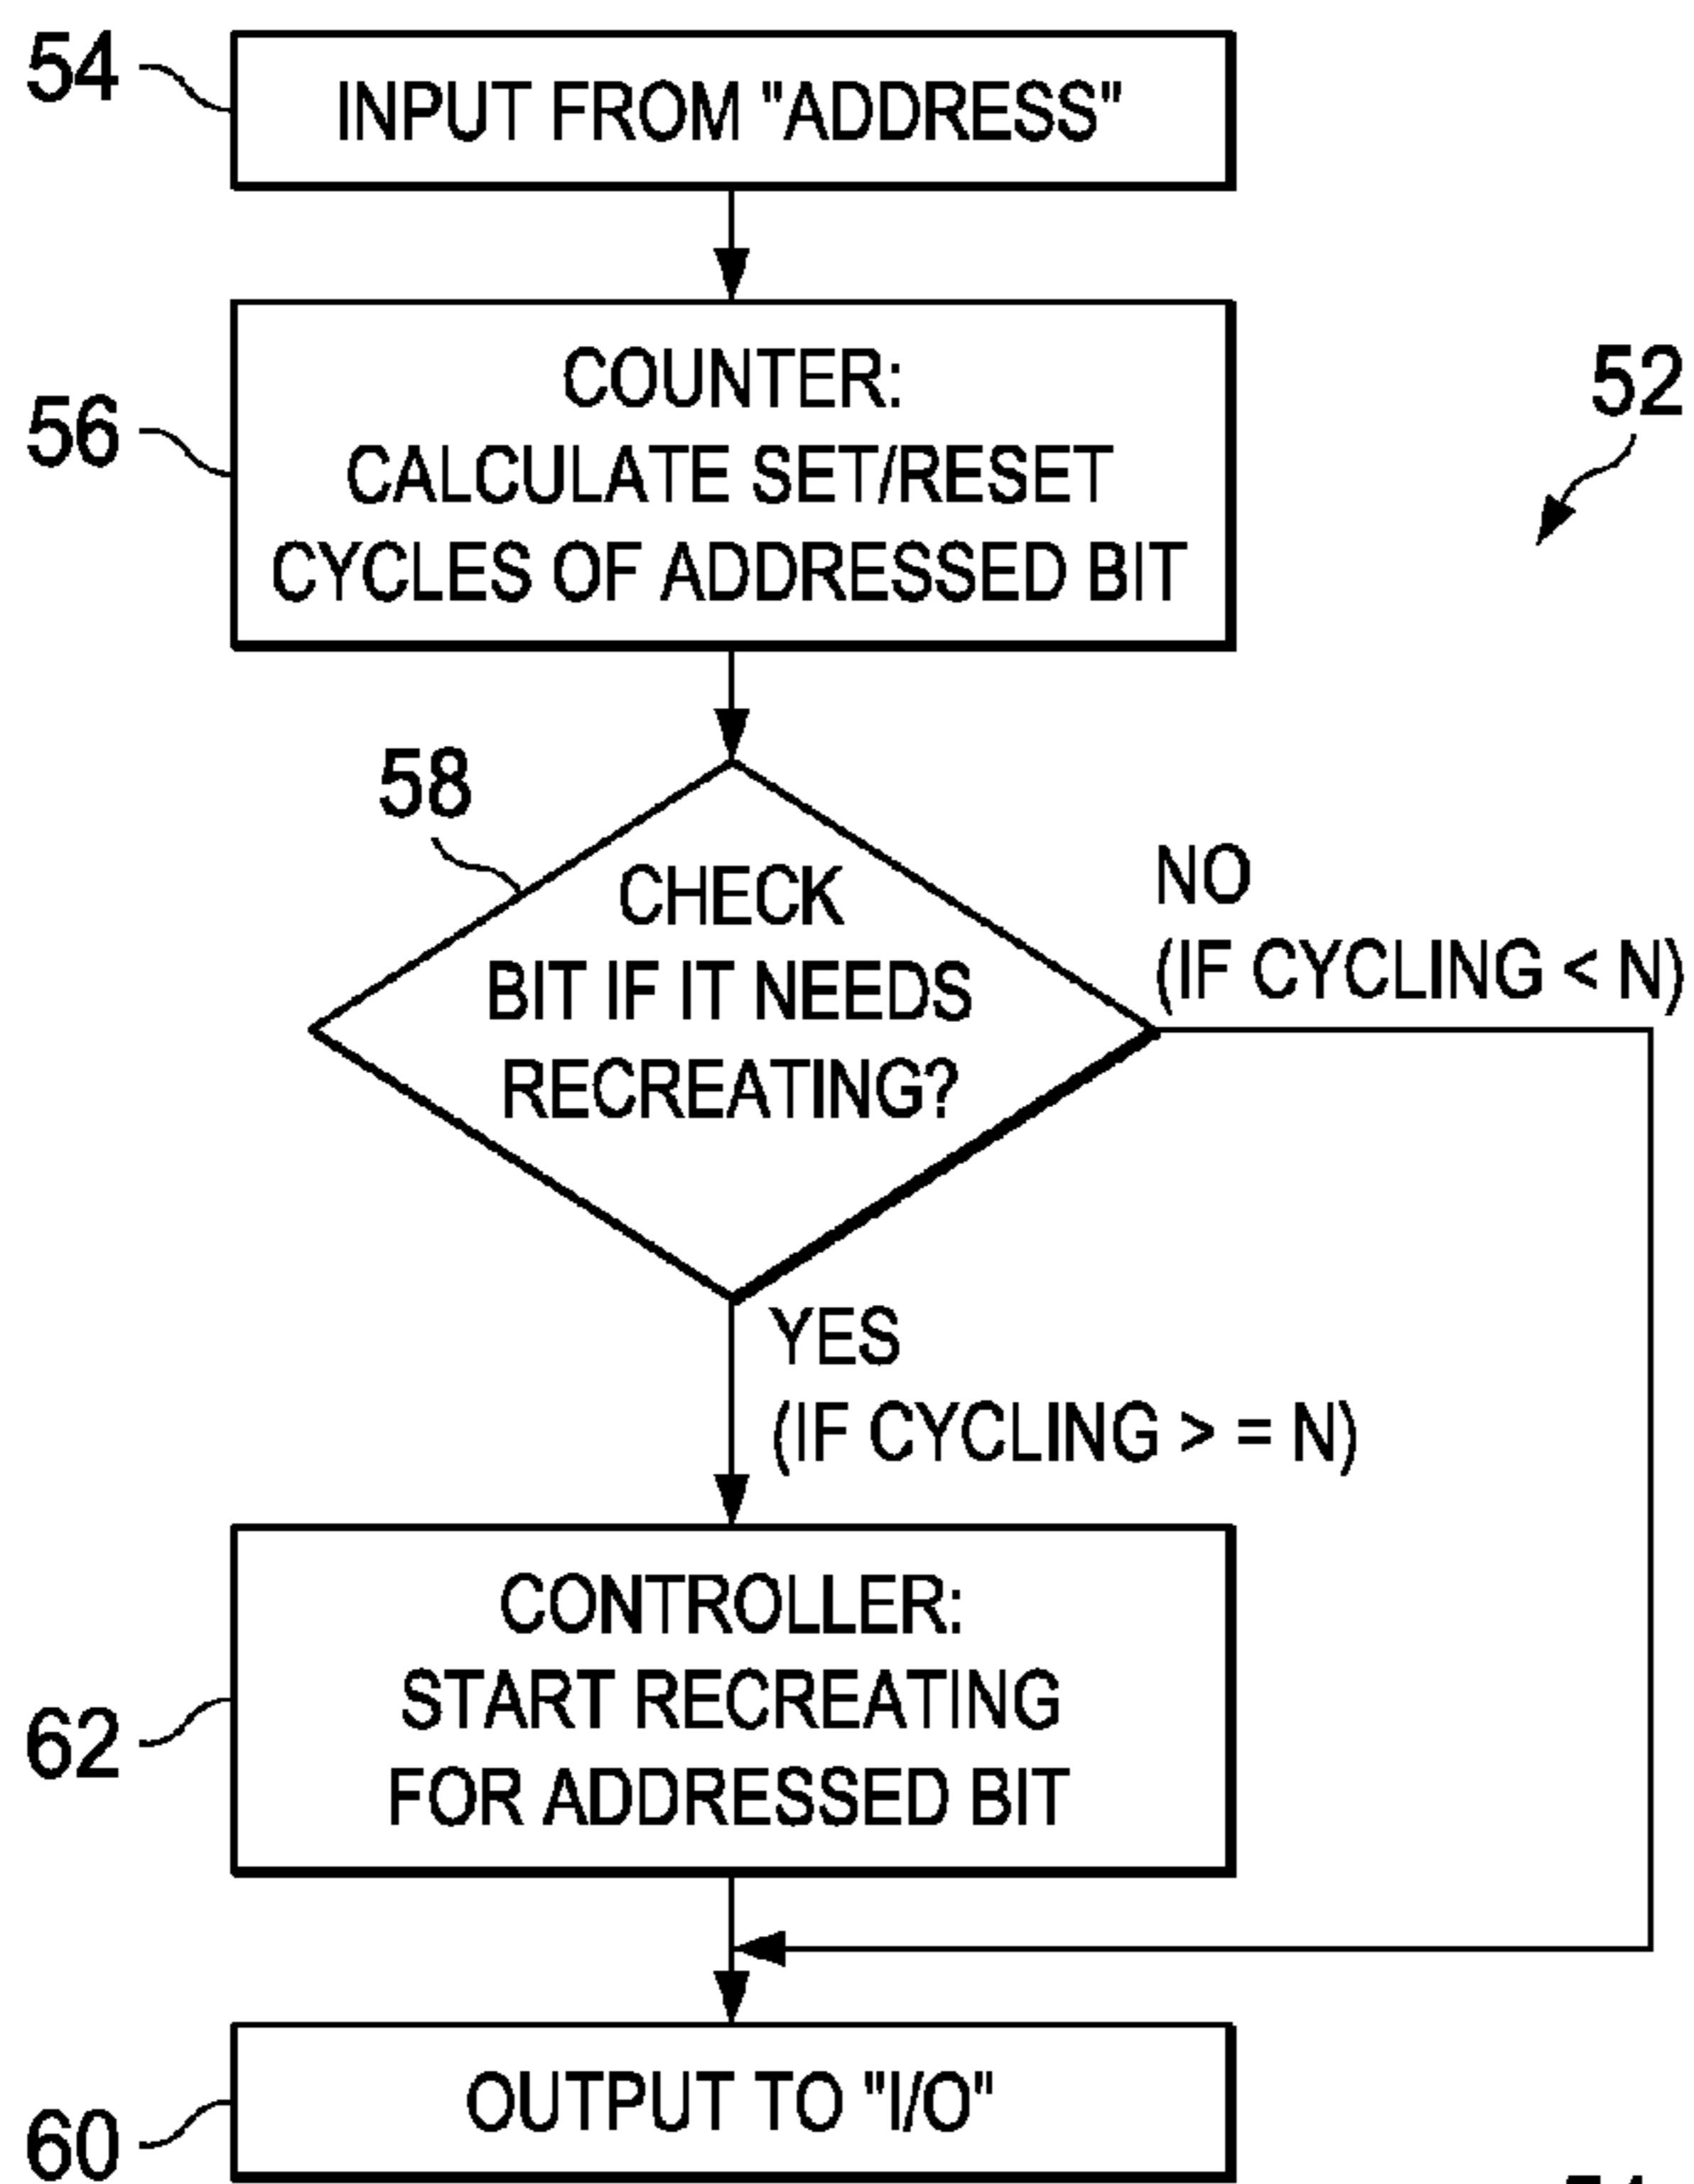 54
INPUT FROM "ADDRESS"
56
COUNTER:
CALCULATE SET/RESET
CYCLES OF ADDRESSED BIT
52
58
CHECK
BIT IF IT NEEDS
RECREATING?
NO
(IF CYCLING < N)
YES
(IF CYCLING > = N)
62
CONTROLLER:
START RECREATING
FOR ADDRESSED BIT
60
OUTPUT TO "I/O"